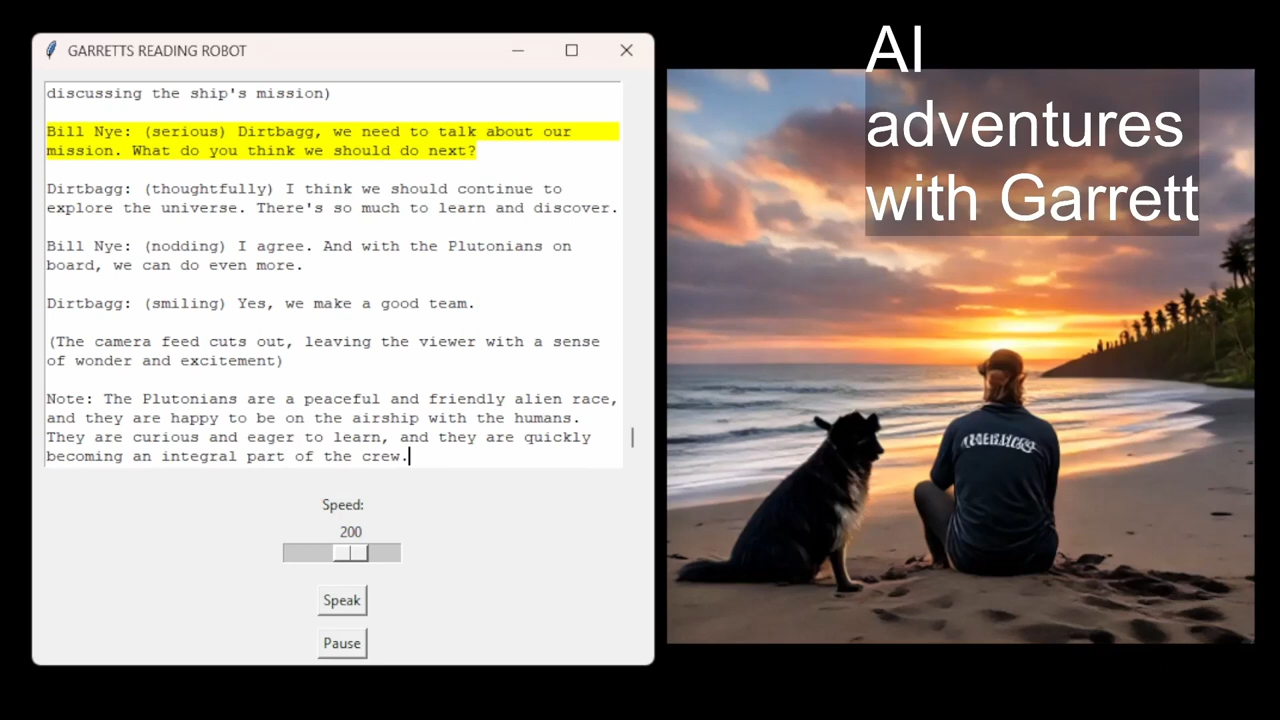 GARRETTS READING ROBOT
discussing the ship's mission)
Bill Nye: (serious) Dirtbagg, we need to talk about our
mission. What do you think we should do next?
Dirtbagg: (thoughtfully) I think we should continue to
explore the universe. There's so much to learn and discover.
Bill Nye: (nodding) I agree. And with the Plutonians on
board, we can do even more.
Dirtbagg: (smiling) Yes, we make a good team.
(The camera feed cuts out, leaving the viewer with a sense
of wonder and excitement)
Note: The Plutonians are a peaceful and friendly alien race,
and they are happy to be on the airship with the humans.
They are curious and eager to learn, and they are quickly
becoming an integral part of the crew.
Speed:
200
Speak
Pause
AI
adventures
with Garrett